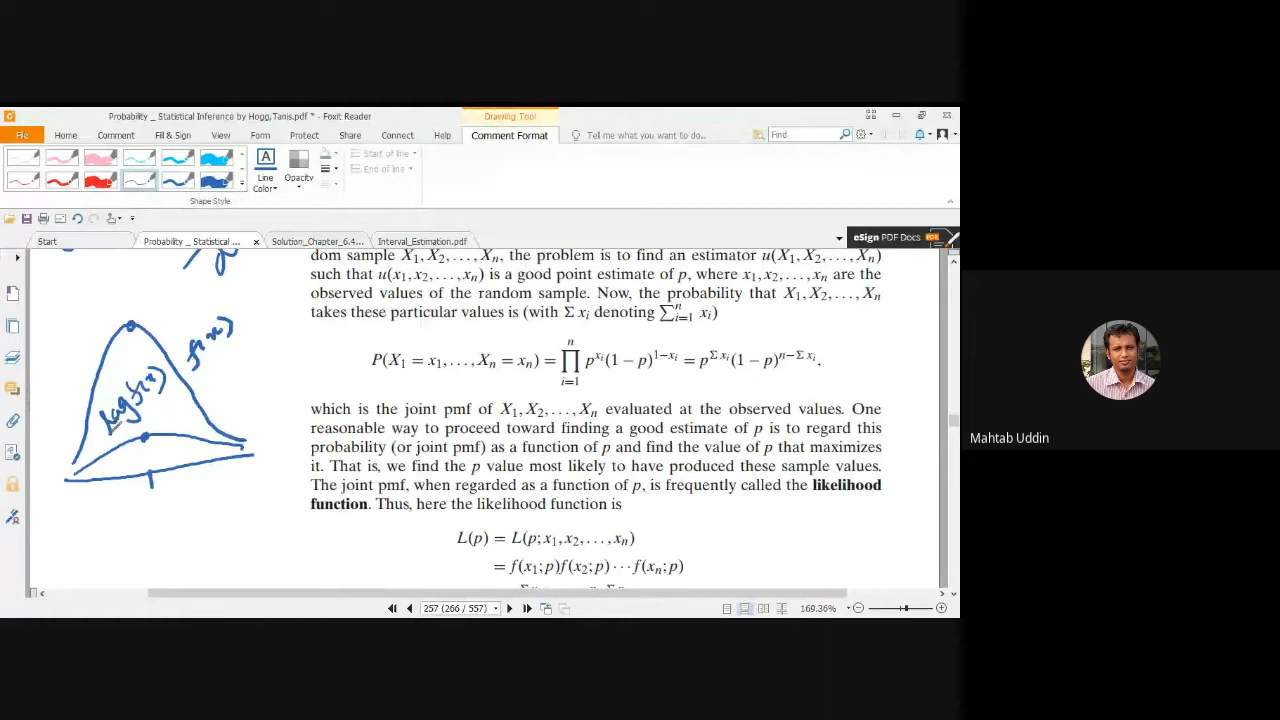 Probability _ Statistical Inference by Hogg, Tanis.pdf * - Foxit Reader
Drawing Tool
File Home Comment Fill & Sign View Form Protect Share Connect Help Comment Format Tell me what you want to do.. Find
Line Color
Opacity
Start of line
End of line
Shape Style
Start Probability _ Statistical ... Solution_Chapter_6.4... Interval_Estimation.pdf eSign PDF Docs
dom sample X₁, X₂, . . . , Xₙ, the problem is to find an estimator u(X₁, X₂, . . . , Xₙ)
such that u(x₁, x₂, . . . , xₙ) is a good point estimate of p, where x₁, x₂, . . . , xₙ are the
observed values of the random sample. Now, the probability that X₁, X₂, . . . , Xₙ
takes these particular values is (with Σ xᵢ denoting ∑ⁿᵢ₌₁ xᵢ)
f(x)
log f(x)
P(X₁ = x₁, . . . , Xₙ = xₙ) = ∏ⁿᵢ₌₁ p^{xᵢ}(1 − p)^{1−xᵢ} = p^{Σ xᵢ}(1 − p)^{n−Σ xᵢ},
which is the joint pmf of X₁, X₂, . . . , Xₙ evaluated at the observed values. One
reasonable way to proceed toward finding a good estimate of p is to regard this
probability (or joint pmf) as a function of p and find the value of p that maximizes
it. That is, we find the p value most likely to have produced these sample values.
The joint pmf, when regarded as a function of p, is frequently called the likelihood
function. Thus, here the likelihood function is
L(p) = L(p; x₁, x₂, . . . , xₙ)
= f(x₁; p)f(x₂; p) · · · f(xₙ; p)
257 (266 / 557)
169.36%
Mahtab Uddin